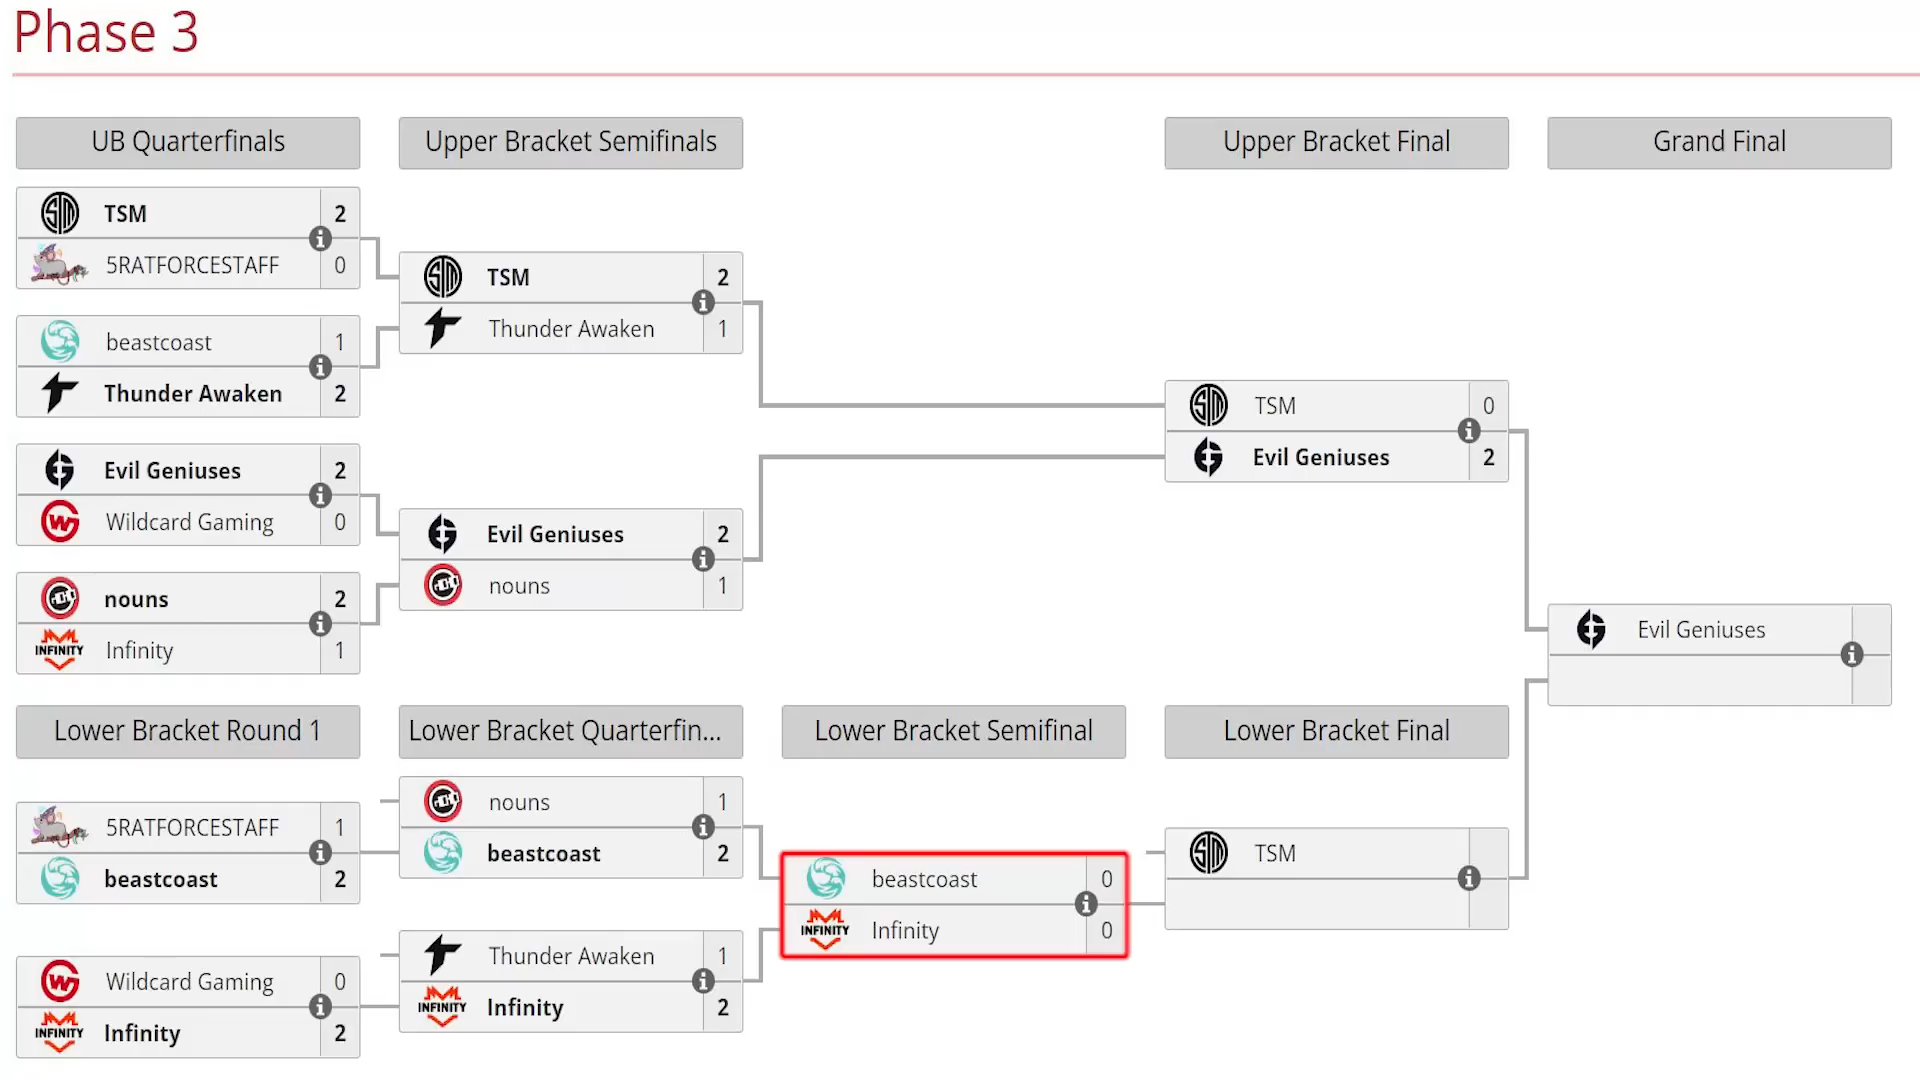 Phase 3
UB Quarterfinals
Upper Bracket Semifinals
Upper Bracket Final
Grand Final
TSM 2
5RATFORCESTAFF 0
beastcoast 1
Thunder Awaken 2
Evil Geniuses 2
Wildcard Gaming 0
nouns 2
INFINITY Infinity 1
TSM 2
Thunder Awaken 1
Evil Geniuses 2
nouns 1
TSM 0
Evil Geniuses 2
Evil Geniuses
Lower Bracket Round 1
Lower Bracket Quarterfin...
Lower Bracket Semifinal
Lower Bracket Final
5RATFORCESTAFF 1
beastcoast 2
Wildcard Gaming 0
INFINITY Infinity 2
nouns 1
beastcoast 2
Thunder Awaken 1
INFINITY Infinity 2
beastcoast 0
INFINITY Infinity 0
TSM